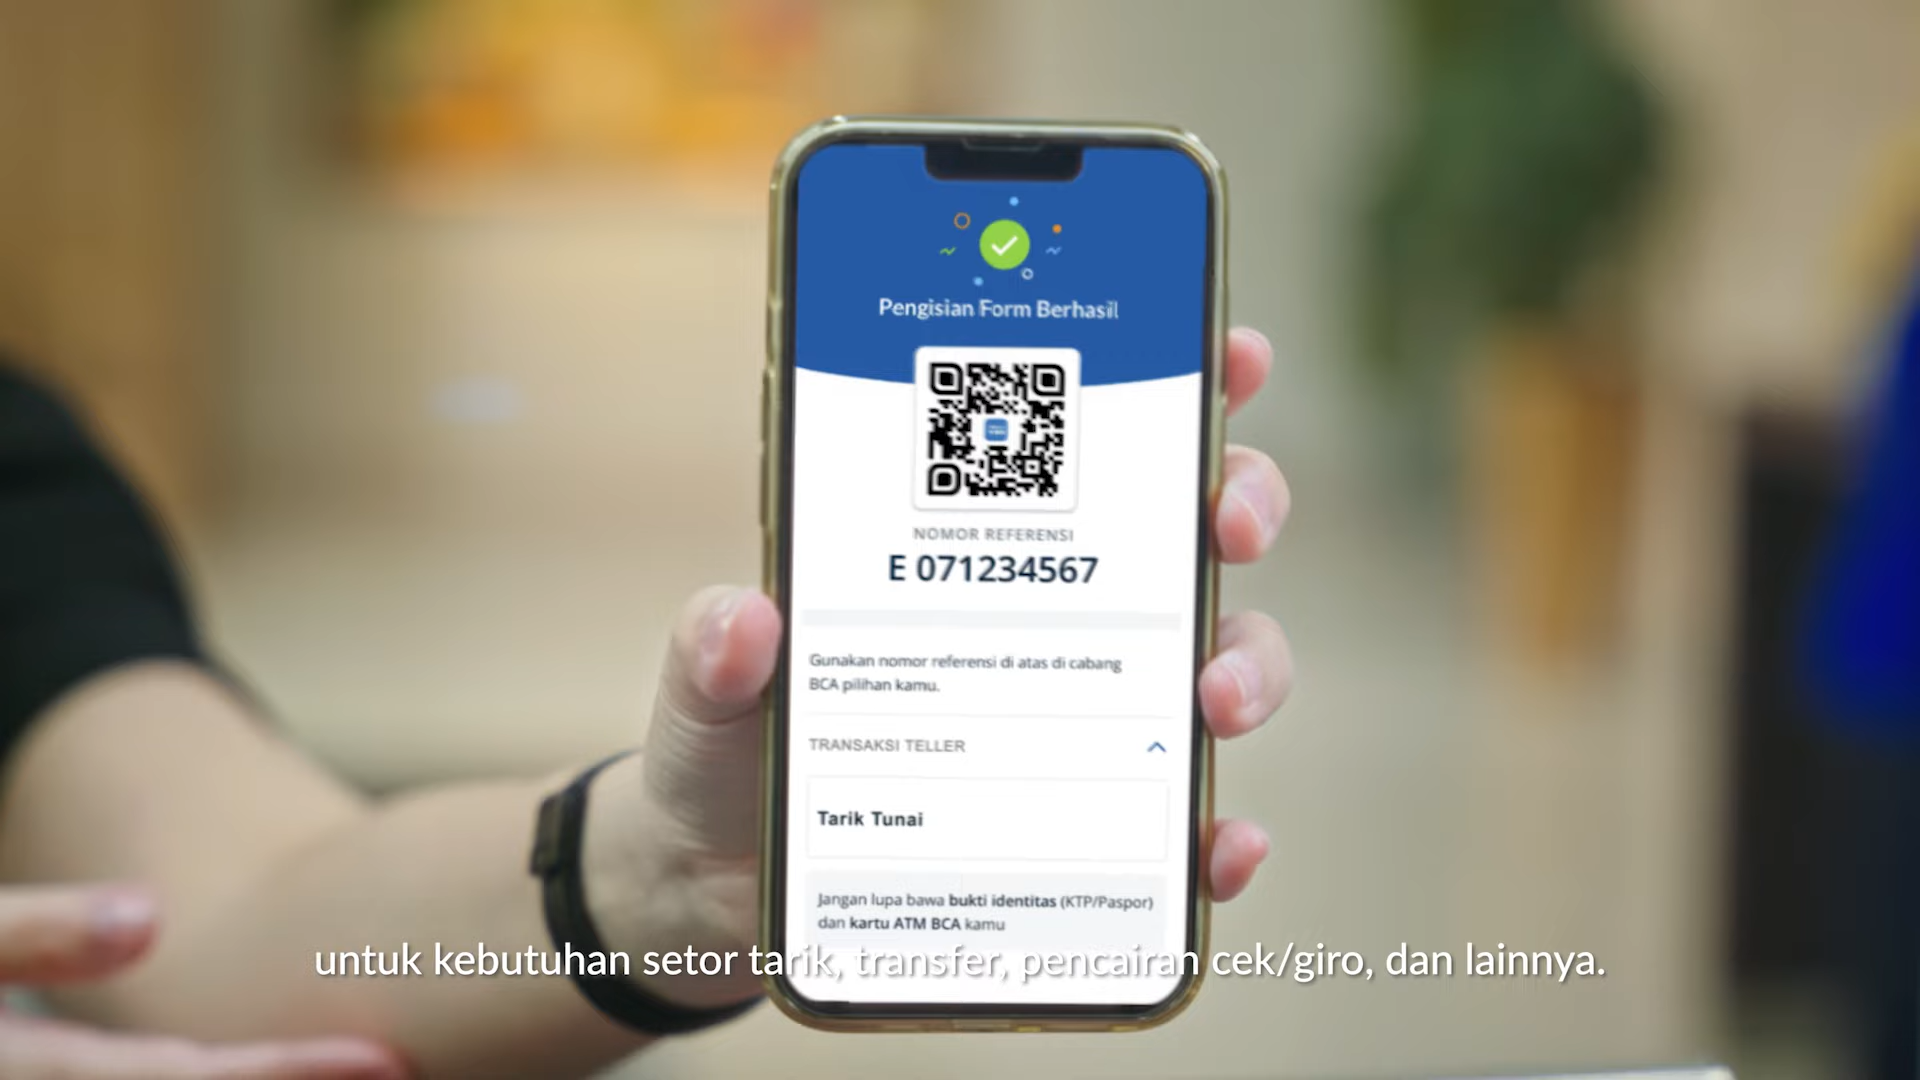 Pengisian Form Berhasil
NOMOR REFERENSI
E 071234567
Gunakan nomor referensi di atas di cabang
BCA pilihan kamu.
TRANSAKSI TELLER
Tarik Tunai
Jangan lupa bawa bukti identitas (KTP/Paspor)
dan kartu ATM BCA kamu
untuk kebutuhan setor tarik, transfer, pencairan cek/giro, dan lainnya.